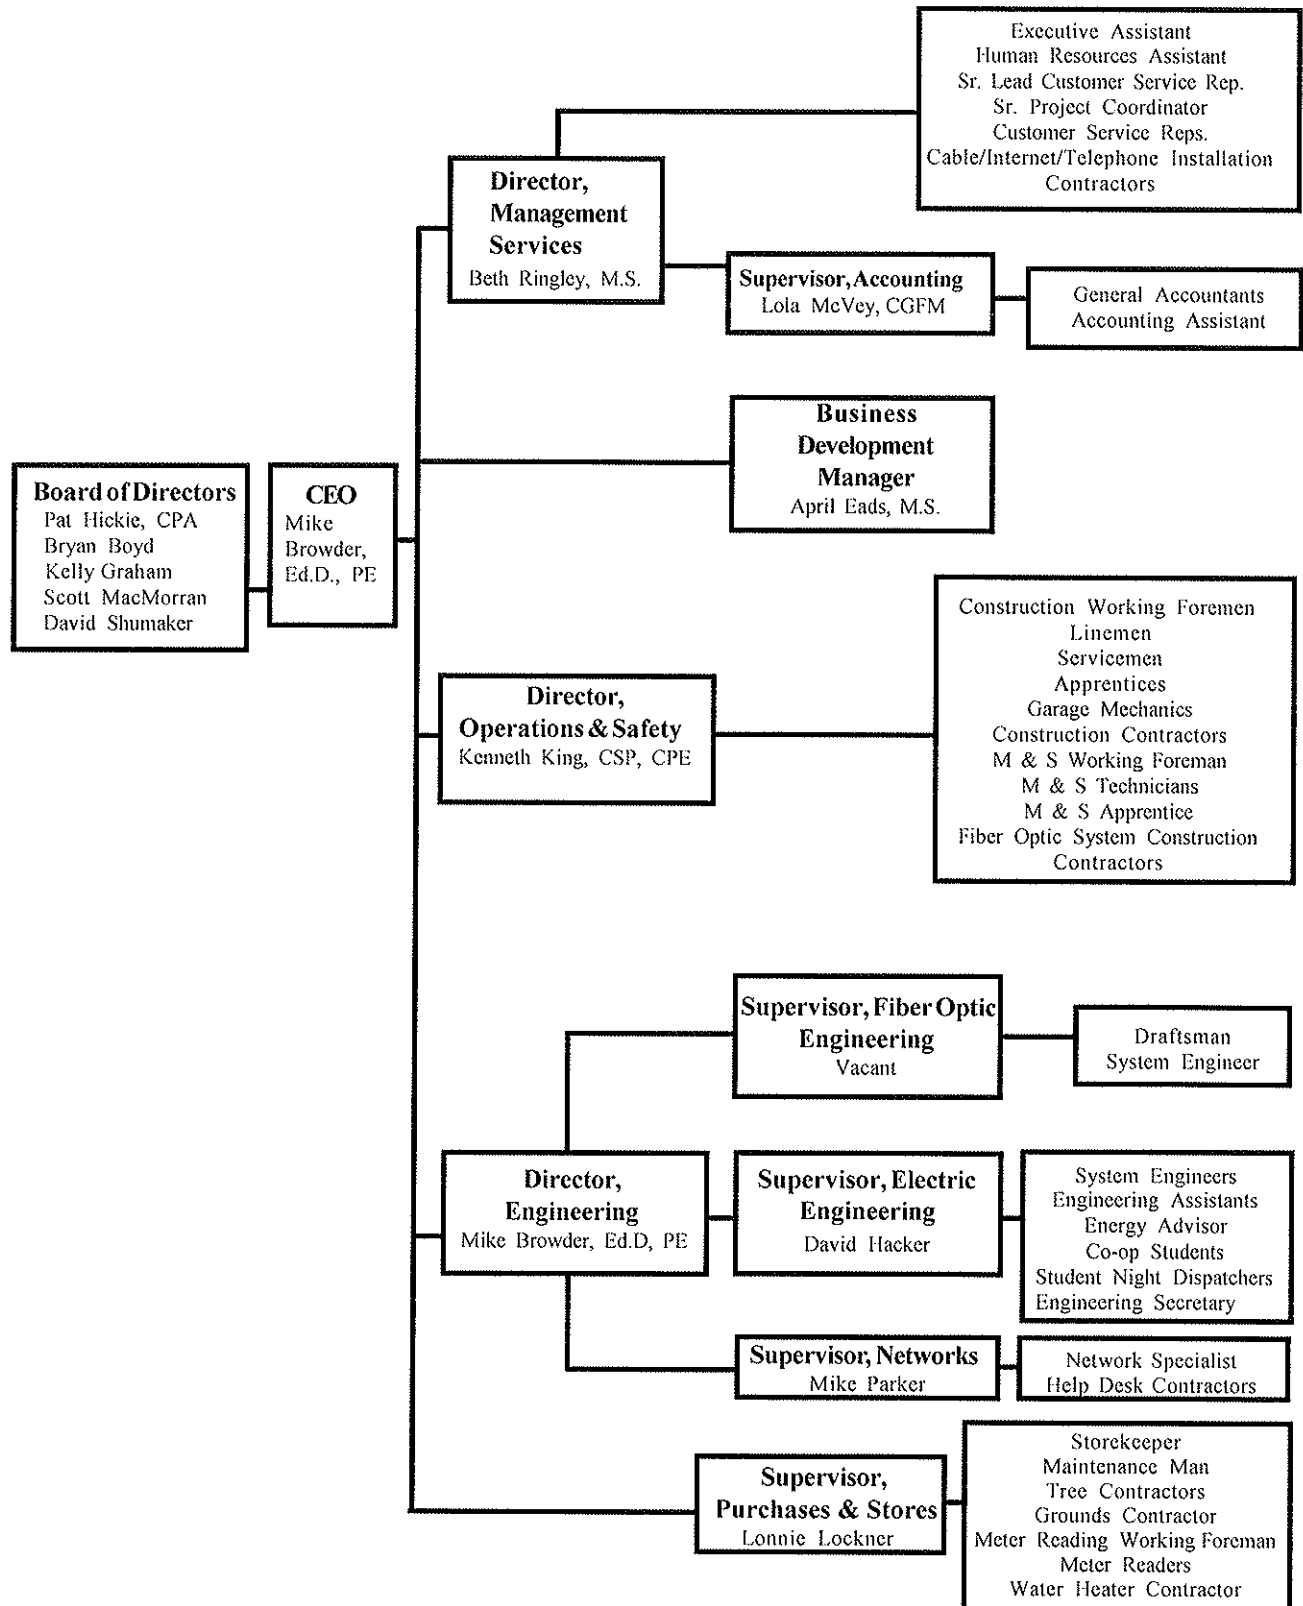 Executive Assistant
Human Resources Assistant
Sr. Lead Customer Service Rep.
Sr. Project Coordinator
Customer Service Reps.
Cable/Internet/Telephone Installation
Contractors
Director,
Management
Services
Beth Ringley, M.S.
Supervisor, Accounting
Lola McVey, CGFM
General Accountants
Accounting Assistant
Business
Development
Manager
April Eads, M.S.
Board of Directors
Pat Hickie, CPA
Bryan Boyd
Kelly Graham
Scott MacMorran
David Shumaker
CEO
Mike
Browder,
Ed.D., PE
Director,
Operations & Safety
Kenneth King, CSP, CPE
Construction Working Foremen
Linemen
Servicemen
Apprentices
Garage Mechanics
Construction Contractors
M & S Working Foreman
M & S Technicians
M & S Apprentice
Fiber Optic System Construction
Contractors
Supervisor, Fiber Optic
Engineering
Vacant
Draftsman
System Engineer
Director,
Engineering
Mike Browder, Ed.D, PE
Supervisor, Electric
Engineering
David Hacker
System Engineers
Engineering Assistants
Energy Advisor
Co-op Students
Student Night Dispatchers
Engineering Secretary
Supervisor, Networks
Mike Parker
Network Specialist
Help Desk Contractors
Supervisor,
Purchases & Stores
Lonnie Lockner
Storekeeper
Maintenance Man
Tree Contractors
Grounds Contractor
Meter Reading Working Foreman
Meter Readers
Water Heater Contractor